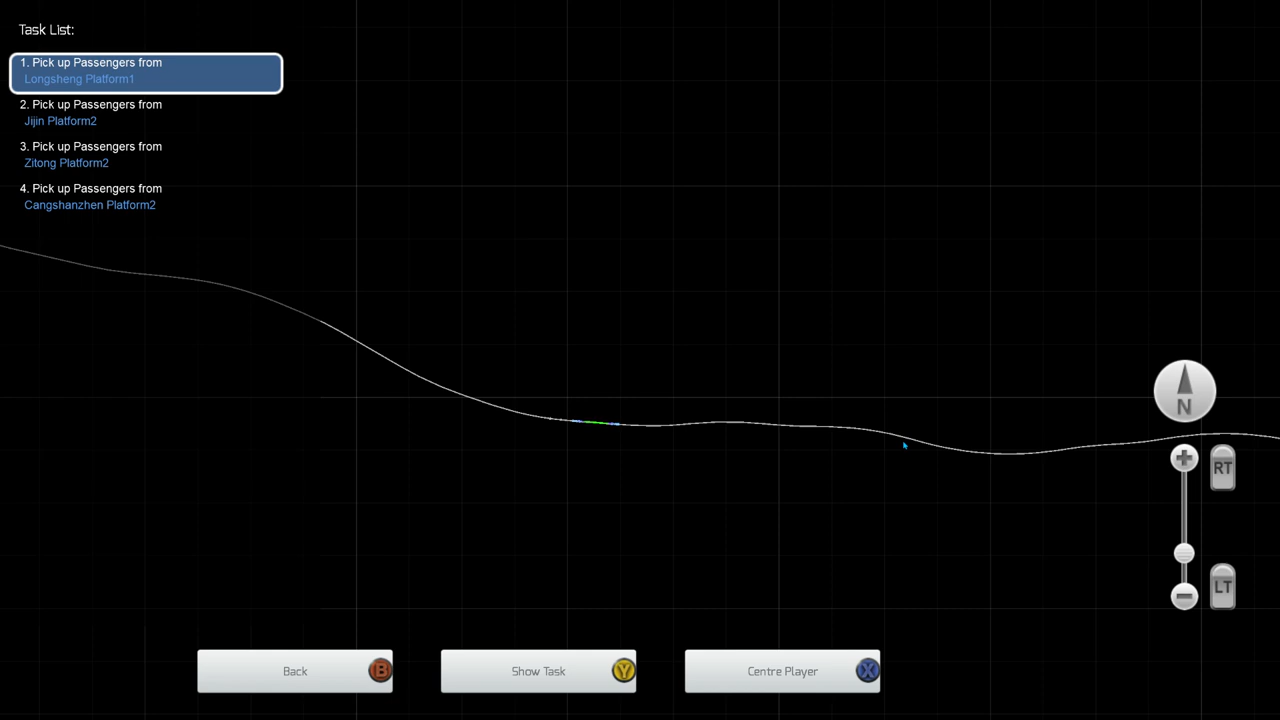 Task List:
1. Pick up Passengers from
Longsheng Platform1
2. Pick up Passengers from
Jijin Platform2
3. Pick up Passengers from
Zitong Platform2
4. Pick up Passengers from
Cangshanzhen Platform2
N
RT
LT
Back B
Show Task Y
Centre Player X